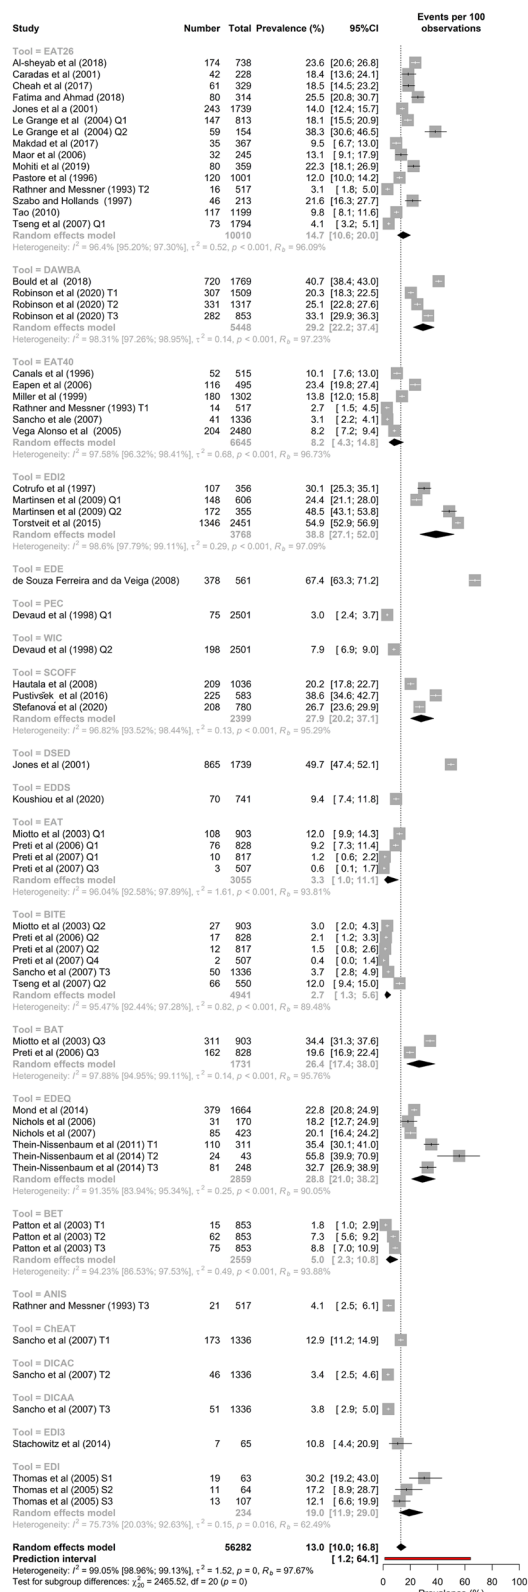 Study Number Total Prevalence (%) 95%CI Events per 100 observations
Tool = EAT26
Al-sheyab et al (2018) 174 738 23.6 [20.6; 26.8]
Caradas et al (2001) 42 228 18.4 [13.6; 24.1]
Cheah et al (2017) 61 329 18.5 [14.5; 23.2]
Fatima and Ahmad (2018) 80 314 25.5 [20.8; 30.7]
Jones et al a (2001) 243 1739 14.0 [12.4; 15.7]
Le Grange et al (2004) Q1 147 813 18.1 [15.5; 20.9]
Le Grange et al (2004) Q2 59 154 38.3 [30.6; 46.5]
Makdad et al (2017) 35 367 9.5 [6.7; 13.0]
Maor et al (2006) 32 245 13.1 [9.1; 17.9]
Mohiti et al (2019) 80 359 22.3 [18.1; 26.9]
Pastore et al (1996) 120 1001 12.0 [10.0; 14.2]
Rathner and Messner (1993) T2 16 517 3.1 [1.8; 5.0]
Szabo and Hollands (1997) 46 213 21.6 [16.3; 27.7]
Tao (2010) 117 1199 9.8 [8.1; 11.6]
Tseng et al (2007) Q1 73 1794 4.1 [3.2; 5.1]
Random effects model 10010 14.7 [10.6; 20.0]
Heterogeneity: I² = 96.4% [95.20%; 97.30%], τ² = 0.52, p < 0.001, R_b = 96.09%
Tool = DAWBA
Bould et al (2018) 720 1769 40.7 [38.4; 43.0]
Robinson et al (2020) T1 307 1509 20.3 [18.3; 22.5]
Robinson et al (2020) T2 331 1317 25.1 [22.8; 27.6]
Robinson et al (2020) T3 282 853 33.1 [29.9; 36.3]
Random effects model 5448 29.2 [22.2; 37.4]
Heterogeneity: I² = 98.31% [97.26%; 98.95%], τ² = 0.14, p < 0.001, R_b = 97.23%
Tool = EAT40
Canals et al (1996) 52 515 10.1 [7.6; 13.0]
Eapen et al (2006) 116 495 23.4 [19.8; 27.4]
Miller et al (1999) 180 1302 13.8 [12.0; 15.8]
Rathner and Messner (1993) T1 14 517 2.7 [1.5; 4.5]
Sancho et ale (2007) 41 1336 3.1 [2.2; 4.1]
Vega Alonso et al (2005) 204 2480 8.2 [7.2; 9.4]
Random effects model 6645 8.2 [4.3; 14.8]
Heterogeneity: I² = 97.58% [96.32%; 98.41%], τ² = 0.68, p < 0.001, R_b = 96.73%
Tool = EDI2
Cotrufo et al (1997) 107 356 30.1 [25.3; 35.1]
Martinsen et al (2009) Q1 148 606 24.4 [21.1; 28.0]
Martinsen et al (2009) Q2 172 355 48.5 [43.1; 53.8]
Torstveit et al (2015) 1346 2451 54.9 [52.9; 56.9]
Random effects model 3768 38.8 [27.1; 52.0]
Heterogeneity: I² = 98.6% [97.79%; 99.11%], τ² = 0.29, p < 0.001, R_b = 97.09%
Tool = EDE
de Souza Ferreira and da Veiga (2008) 378 561 67.4 [63.3; 71.2]
Tool = PEC
Devaud et al (1998) Q1 75 2501 3.0 [2.4; 3.7]
Tool = WIC
Devaud et al (1998) Q2 198 2501 7.9 [6.9; 9.0]
Tool = SCOFF
Hautala et al (2008) 209 1036 20.2 [17.8; 22.7]
Pustivšek et al (2016) 225 583 38.6 [34.6; 42.7]
Stefanova et al (2020) 208 780 26.7 [23.6; 29.9]
Random effects model 2399 27.9 [20.2; 37.1]
Heterogeneity: I² = 96.82% [93.52%; 98.44%], τ² = 0.13, p < 0.001, R_b = 95.29%
Tool = DSED
Jones et al (2001) 865 1739 49.7 [47.4; 52.1]
Tool = EDDS
Koushiou et al (2020) 70 741 9.4 [7.4; 11.8]
Tool = EAT
Miotto et al (2003) Q1 108 903 12.0 [9.9; 14.3]
Preti et al (2006) Q1 76 828 9.2 [7.3; 11.4]
Preti et al (2007) Q1 10 817 1.2 [0.6; 2.2]
Preti et al (2007) Q3 3 507 0.6 [0.1; 1.7]
Random effects model 3055 3.3 [1.0; 11.1]
Heterogeneity: I² = 96.04% [92.58%; 97.89%], τ² = 1.61, p < 0.001, R_b = 93.81%
Tool = BITE
Miotto et al (2003) Q2 27 903 3.0 [2.0; 4.3]
Preti et al (2006) Q2 17 828 2.1 [1.2; 3.3]
Preti et al (2007) Q2 12 817 1.5 [0.8; 2.6]
Preti et al (2007) Q4 2 507 0.4 [0.0; 1.4]
Sancho et al (2007) T3 50 1336 3.7 [2.8; 4.9]
Tseng et al (2007) Q2 66 550 12.0 [9.4; 15.0]
Random effects model 4941 2.7 [1.3; 5.6]
Heterogeneity: I² = 95.47% [92.44%; 97.28%], τ² = 0.82, p < 0.001, R_b = 89.48%
Tool = BAT
Miotto et al (2003) Q3 311 903 34.4 [31.3; 37.6]
Preti et al (2006) Q3 162 828 19.6 [16.9; 22.4]
Random effects model 1731 26.4 [17.4; 38.0]
Heterogeneity: I² = 97.88% [94.95%; 99.11%], τ² = 0.14, p < 0.001, R_b = 95.76%
Tool = EDEQ
Mond et al (2014) 379 1664 22.8 [20.8; 24.9]
Nichols et al (2006) 31 170 18.2 [12.7; 24.9]
Nichols et al (2007) 85 423 20.1 [16.4; 24.2]
Thein-Nissenbaum et al (2011) T1 110 311 35.4 [30.1; 41.0]
Thein-Nissenbaum et al (2014) T2 24 43 55.8 [39.9; 70.9]
Thein-Nissenbaum et al (2014) T3 81 248 32.7 [26.9; 38.9]
Random effects model 2859 28.8 [21.0; 38.2]
Heterogeneity: I² = 91.35% [83.94%; 95.34%], τ² = 0.25, p < 0.001, R_b = 90.05%
Tool = BET
Patton et al (2003) T1 15 853 1.8 [1.0; 2.9]
Patton et al (2003) T2 62 853 7.3 [5.6; 9.2]
Patton et al (2003) T3 75 853 8.8 [7.0; 10.9]
Random effects model 2559 5.0 [2.3; 10.8]
Heterogeneity: I² = 94.23% [86.53%; 97.53%], τ² = 0.49, p < 0.001, R_b = 93.88%
Tool = ANIS
Rathner and Messner (1993) T3 21 517 4.1 [2.5; 6.1]
Tool = ChEAT
Sancho et al (2007) T1 173 1336 12.9 [11.2; 14.9]
Tool = DICAC
Sancho et al (2007) T2 46 1336 3.4 [2.5; 4.6]
Tool = DICAA
Sancho et al (2007) T3 51 1336 3.8 [2.9; 5.0]
Tool = EDI3
Stachowitz et al (2014) 7 65 10.8 [4.4; 20.9]
Tool = EDI
Thomas et al (2005) S1 19 63 30.2 [19.2; 43.0]
Thomas et al (2005) S2 11 64 17.2 [8.9; 28.7]
Thomas et al (2005) S3 13 107 12.1 [6.6; 19.9]
Random effects model 234 19.0 [11.9; 29.0]
Heterogeneity: I² = 75.73% [20.03%; 92.63%], τ² = 0.15, p = 0.016, R_b = 62.49%
Random effects model 56282 13.0 [10.0; 16.8]
Prediction interval [1.2; 64.1]
Heterogeneity: I² = 99.05% [98.96%; 99.13%], τ² = 1.52, p = 0, R_b = 97.67%
Test for subgroup differences: χ²₂₀ = 2465.52, df = 20 (p = 0)
0 20 40 60 80 100
Prevalence (%)